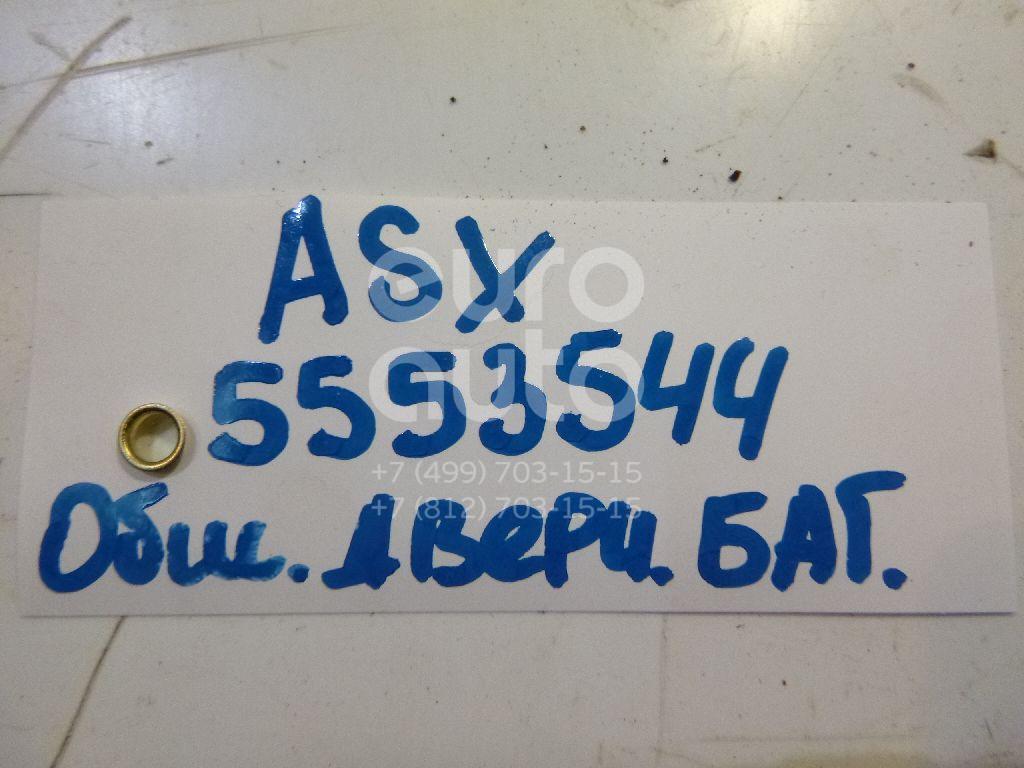 ASX
euro
auto
5553544
+7 (499) 703-15-15
+7 (812) 703-15-15
Обш. двери. БАГ.